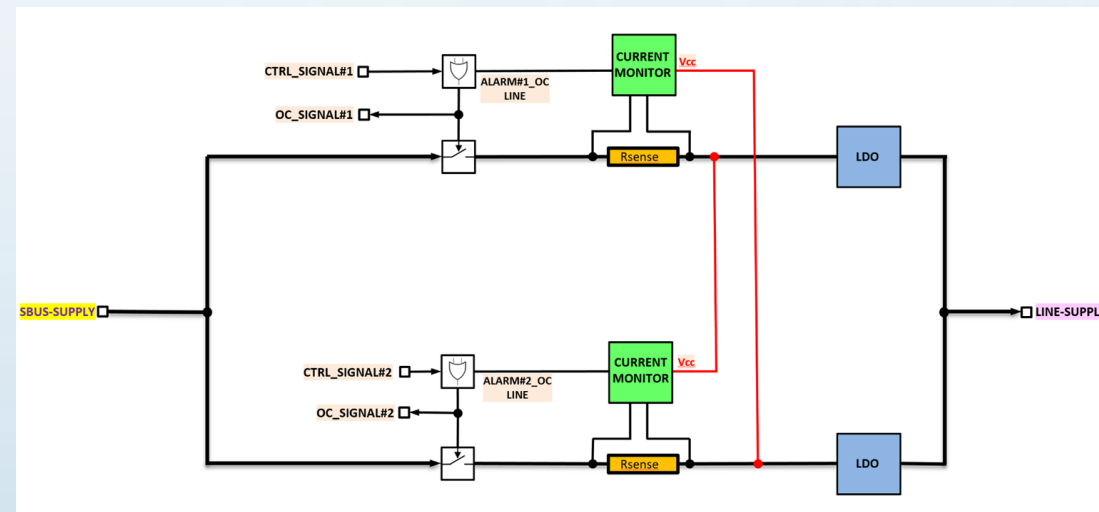 CURRENT
MONITOR
Vcc
CTRL_SIGNAL#1
ALARM#1_OC
LINE
OC_SIGNAL#1
Rsense
LDO
SBUS-SUPPLY
LINE-SUPPL
CURRENT
MONITOR
Vcc
CTRL_SIGNAL#2
ALARM#2_OC
LINE
OC_SIGNAL#2
Rsense
LDO